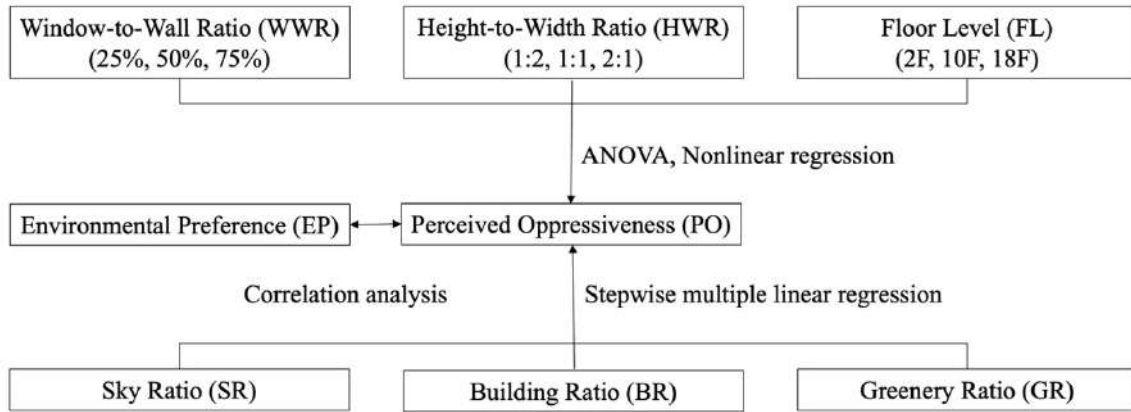 Window-to-Wall Ratio (WWR)
(25%, 50%, 75%)
Height-to-Width Ratio (HWR)
(1:2, 1:1, 2:1)
Floor Level (FL)
(2F, 10F, 18F)
ANOVA, Nonlinear regression
Environmental Preference (EP)
Perceived Oppressiveness (PO)
Correlation analysis
Stepwise multiple linear regression
Sky Ratio (SR)
Building Ratio (BR)
Greenery Ratio (GR)